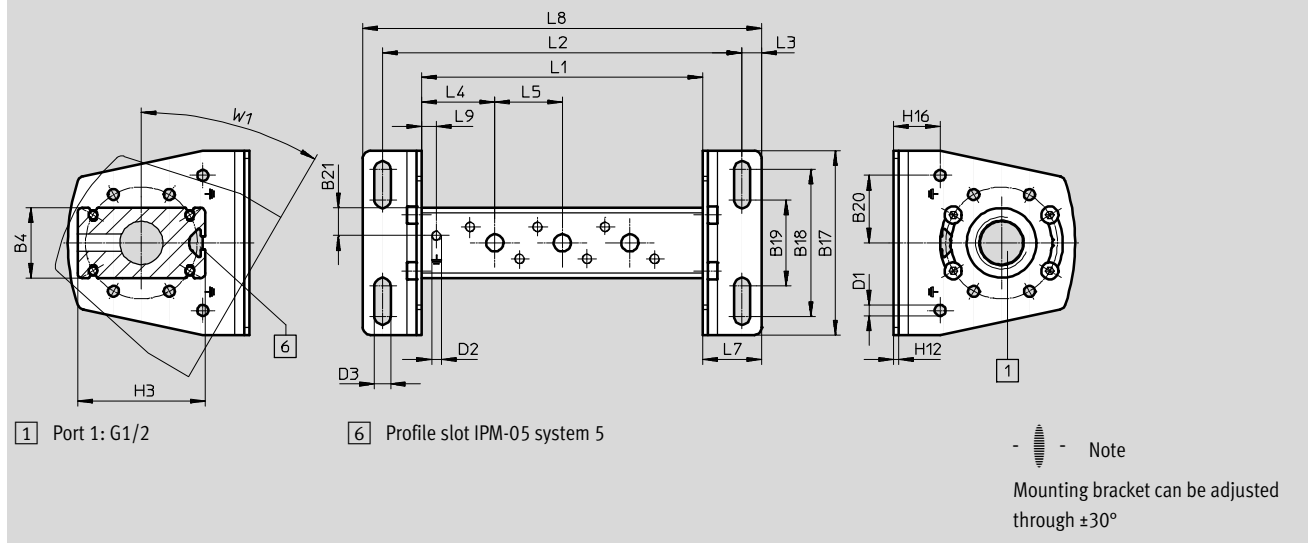 L8
L2
L3
L1
L4
L5
L9
W1
B21
B4
H3
6
D2
D3
L7
B19
B18
B17
H16
B20
D1
H12
1
1 Port 1: G1/2
6 Profile slot IPM-05 system 5
Note
Mounting bracket can be adjusted
through ±30°